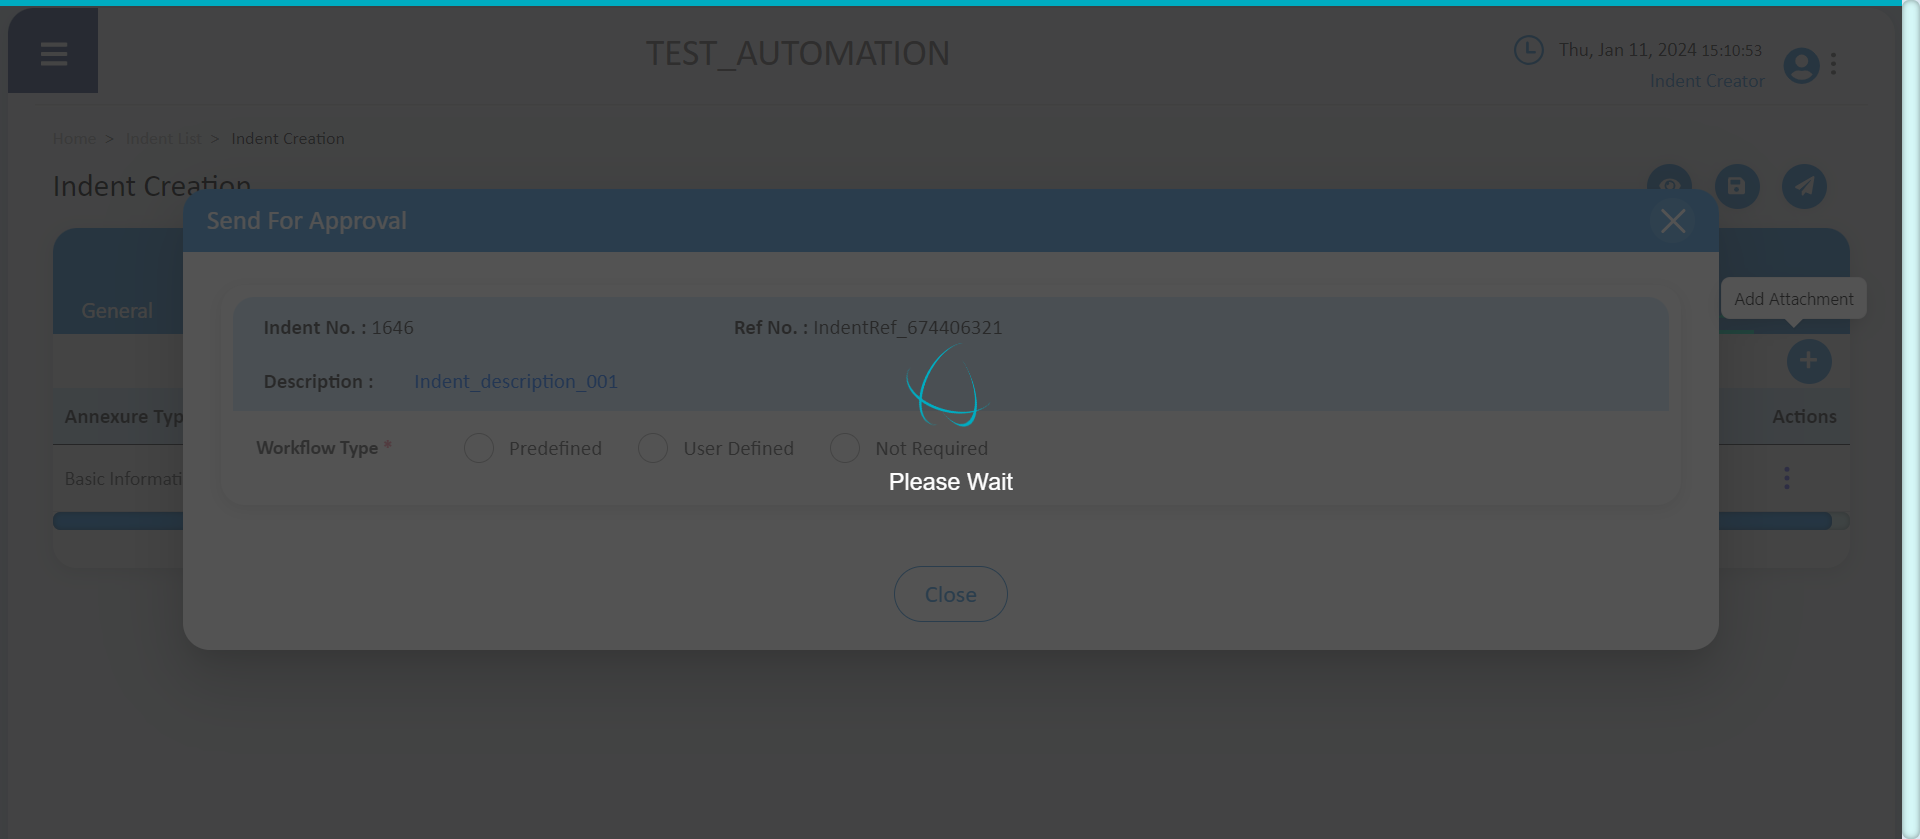 TEST_AUTOMATION
Thu, Jan 11, 2024 15:10:53
Indent Creator
Home > Indent List > Indent Creation
Indent Creation
Send For Approval
General
Add Attachment
Indent No. : 1646
Ref No. : IndentRef_674406321
Description : Indent_description_001
Annexure Typ
Actions
Workflow Type * Predefined User Defined Not Required
Basic Informati
Please Wait
Close